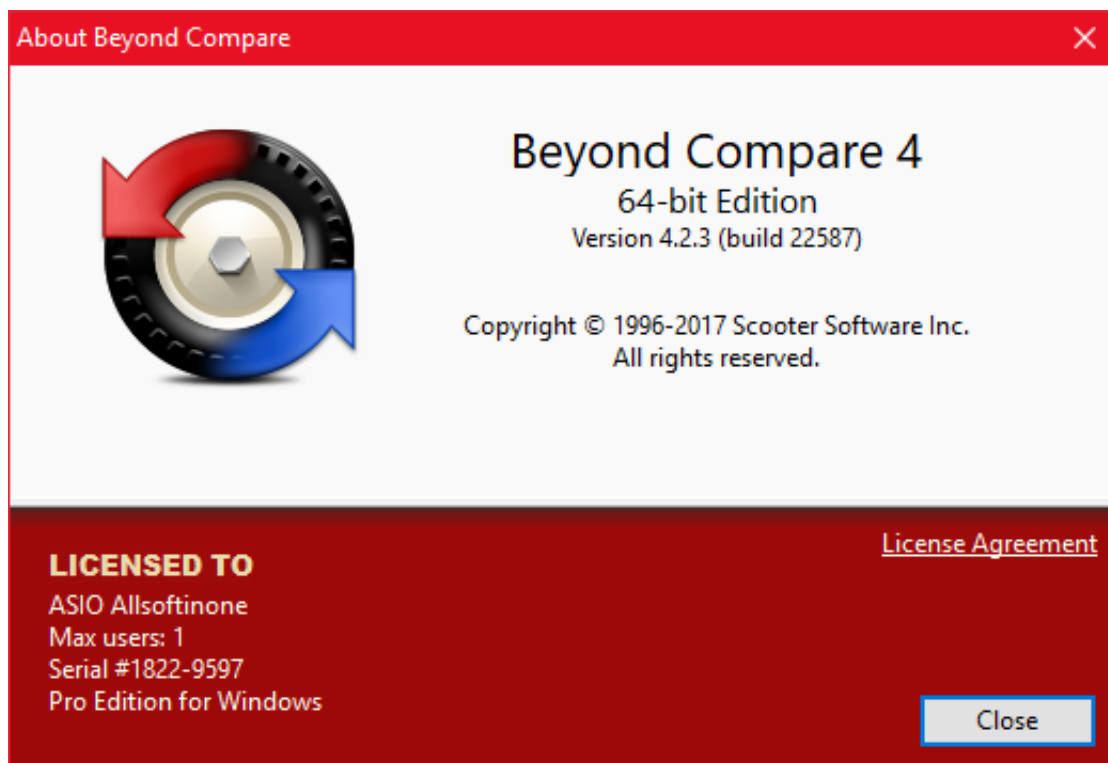 About Beyond Compare
Beyond Compare 4
64-bit Edition
Version 4.2.3 (build 22587)
Copyright © 1996-2017 Scooter Software Inc.
All rights reserved.
License Agreement
LICENSED TO
ASIO Allsoftinone
Max users: 1
Serial #1822-9597
Pro Edition for Windows
Close